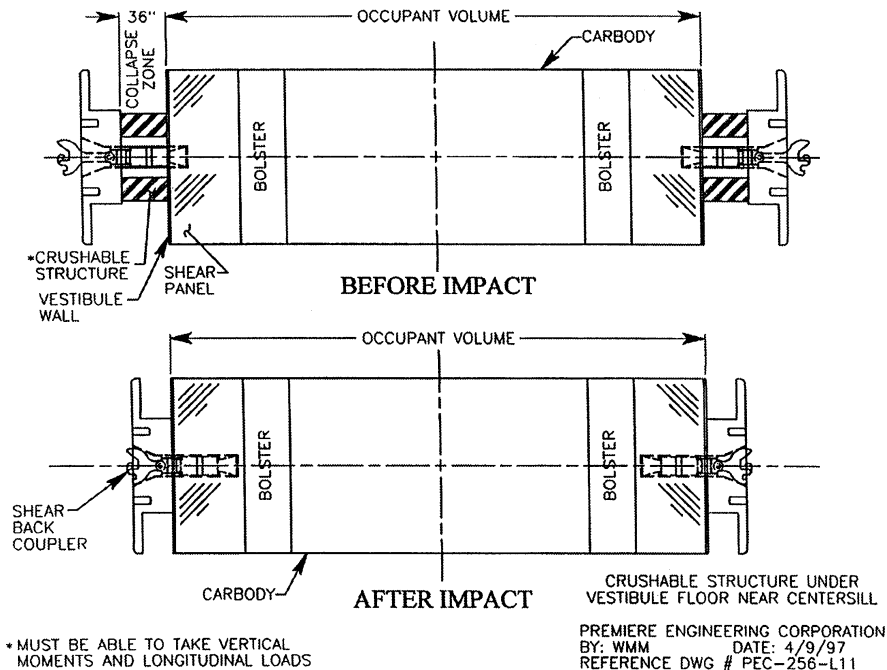 36"
OCCUPANT VOLUME
COLLAPSE
ZONE
CARBODY
BOLSTER
BOLSTER
*CRUSHABLE
STRUCTURE
SHEAR
PANEL
VESTIBULE
WALL
BEFORE IMPACT
OCCUPANT VOLUME
BOLSTER
BOLSTER
SHEAR
BACK
COUPLER
CARBODY
AFTER IMPACT
CRUSHABLE STRUCTURE UNDER
VESTIBULE FLOOR NEAR CENTERSILL
* MUST BE ABLE TO TAKE VERTICAL
MOMENTS AND LONGITUDINAL LOADS
PREMIERE ENGINEERING CORPORATION
BY: WMM DATE: 4/9/97
REFERENCE DWG # PEC-256-L11